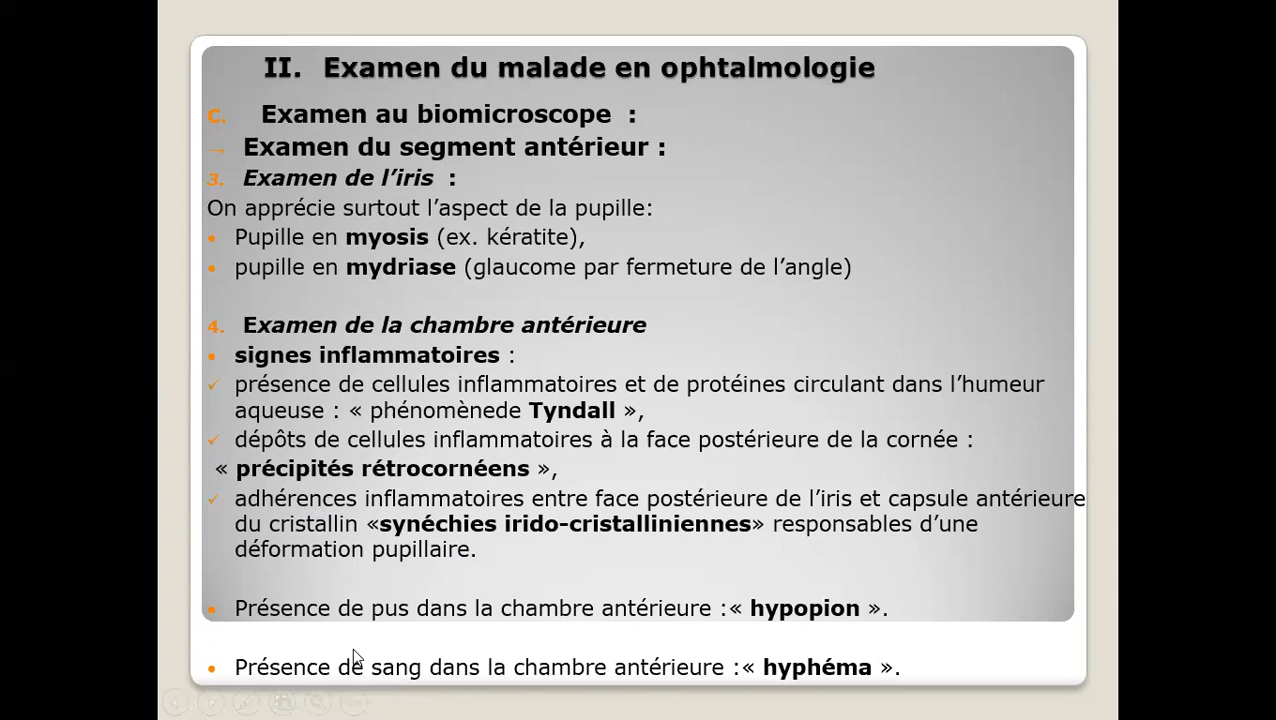 II. Examen du malade en ophtalmologie
C. Examen au biomicroscope :
→ Examen du segment antérieur :
3. Examen de l’iris :
On apprécie surtout l’aspect de la pupille:
• Pupille en myosis (ex. kératite),
• pupille en mydriase (glaucome par fermeture de l’angle)
4. Examen de la chambre antérieure
• signes inflammatoires :
✓ présence de cellules inflammatoires et de protéines circulant dans l’humeur
aqueuse : « phénomènede Tyndall »,
✓ dépôts de cellules inflammatoires à la face postérieure de la cornée :
« précipités rétrocornéens »,
✓ adhérences inflammatoires entre face postérieure de l’iris et capsule antérieure
du cristallin «synéchies irido-cristalliniennes» responsables d’une
déformation pupillaire.
• Présence de pus dans la chambre antérieure :« hypopion ».
• Présence de sang dans la chambre antérieure :« hyphéma ».